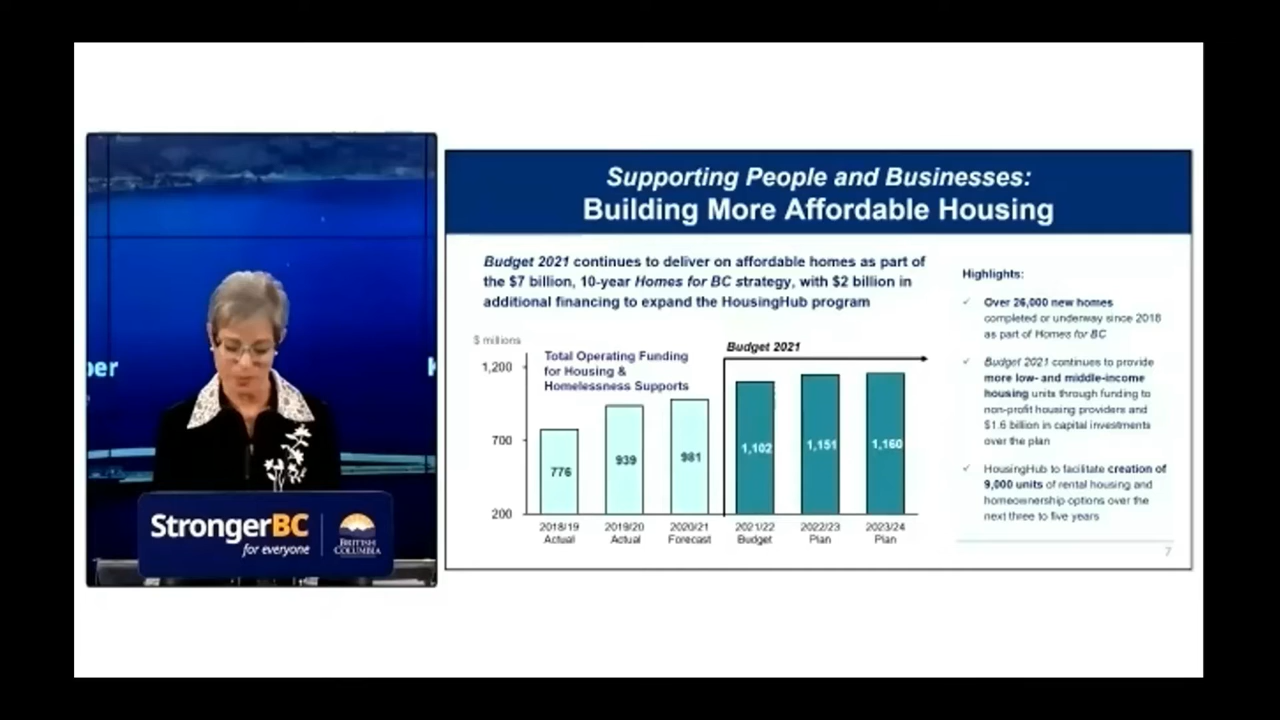 per
K
StrongerBC
for everyone
BRITISH
COLUMBIA
Supporting People and Businesses:
Building More Affordable Housing
Budget 2021 continues to deliver on affordable homes as part of
the $7 billion, 10-year Homes for BC strategy, with $2 billion in
additional financing to expand the HousingHub program
$ millions
1,200
700
200
Total Operating Funding
for Housing &
Homelessness Supports
Budget 2021
776
939
981
1,102
1,151
1,160
2018/19
Actual
2019/20
Actual
2020/21
Forecast
2021/22
Budget
2022/23
Plan
2023/24
Plan
Highlights:
Over 26,000 new homes
completed or underway since 2018
as part of Homes for BC
Budget 2021 continues to provide
more low- and middle-income
housing units through funding to
non-profit housing providers and
$1.6 billion in capital investments
over the plan
HousingHub to facilitate creation of
9,000 units of rental housing and
homeownership options over the
next three to five years
7